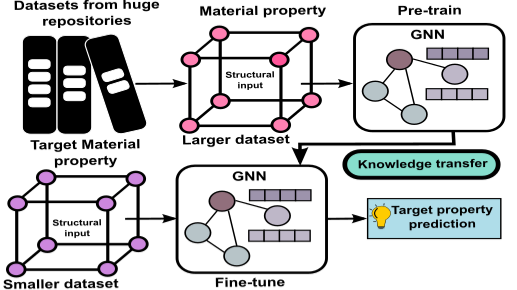 Datasets from huge
repositories
Material property
Structural
input
Larger dataset
Pre-train
GNN
Knowledge transfer
Target Material
property
Structural
input
Smaller dataset
GNN
Fine-tune
Target property
prediction